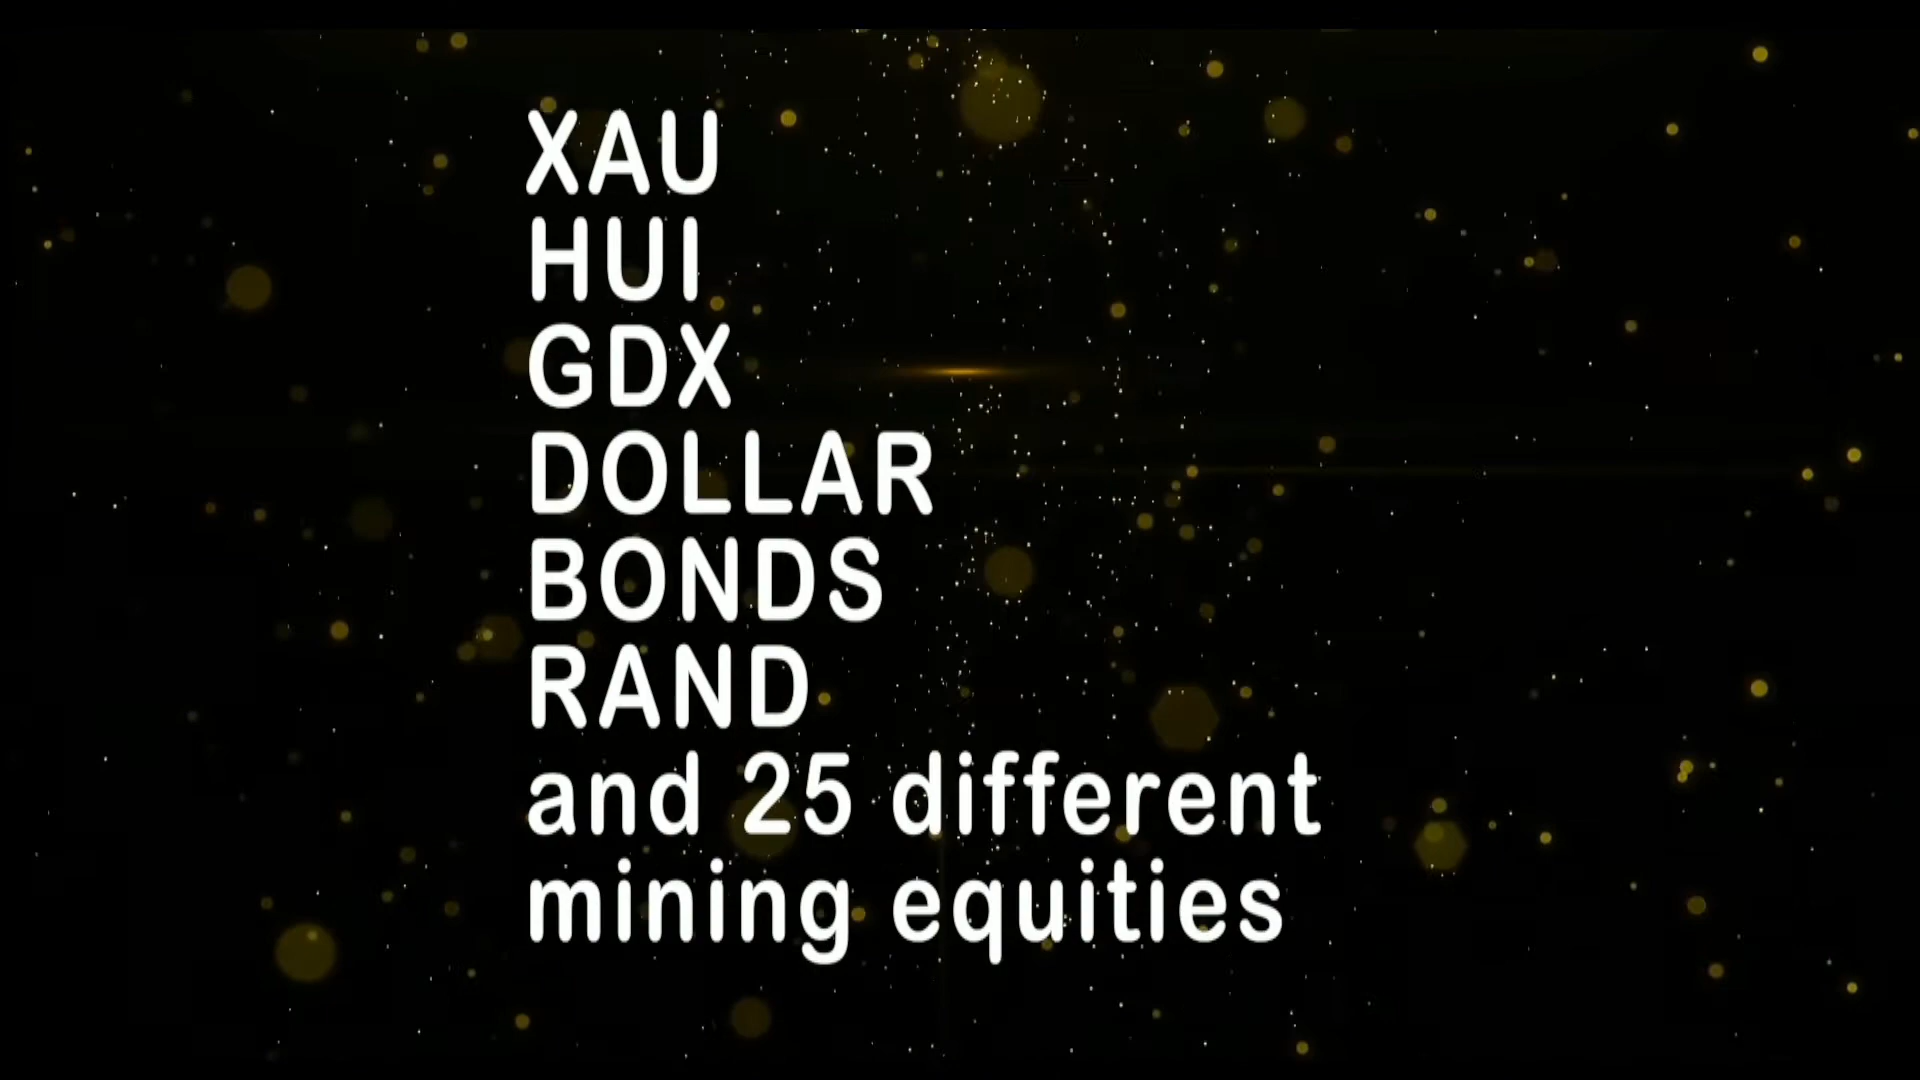 XAU
HUI
GDX
DOLLAR
BONDS
RAND
and 25 different
mining equities